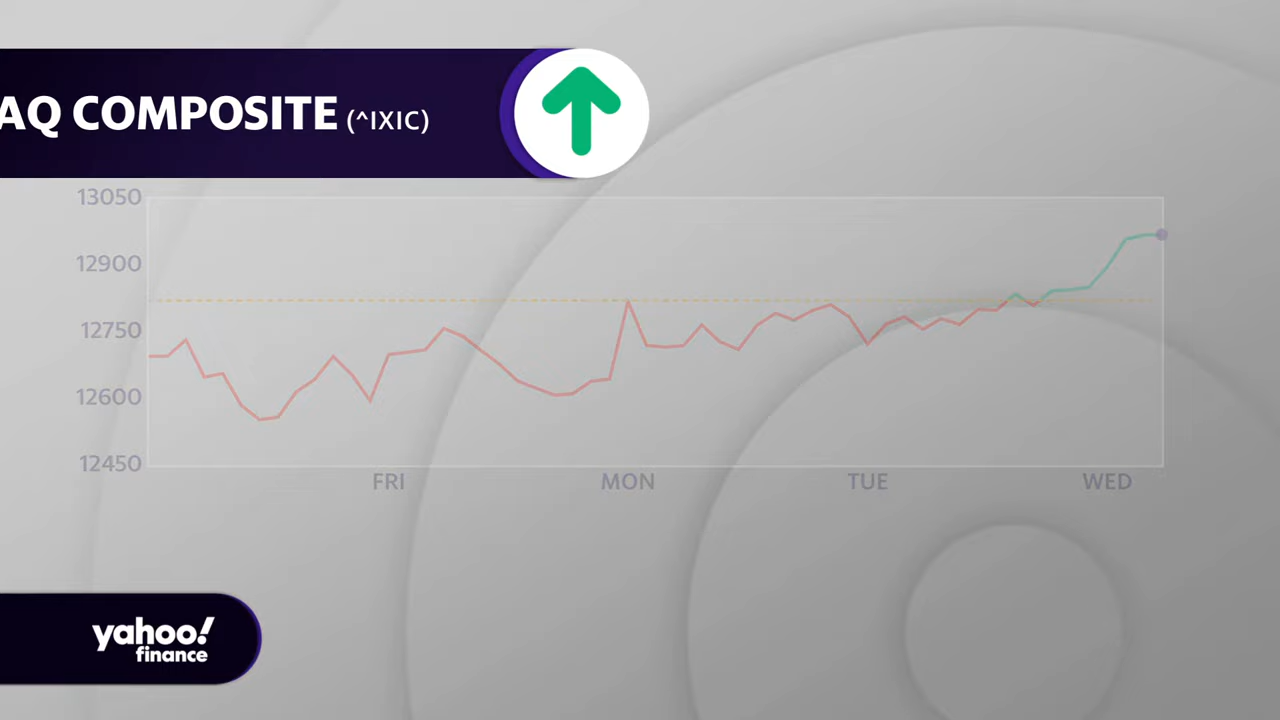 AQ COMPOSITE (^IXIC)
13050
12900
12750
12600
12450
FRI MON TUE WED
yahoo!
finance